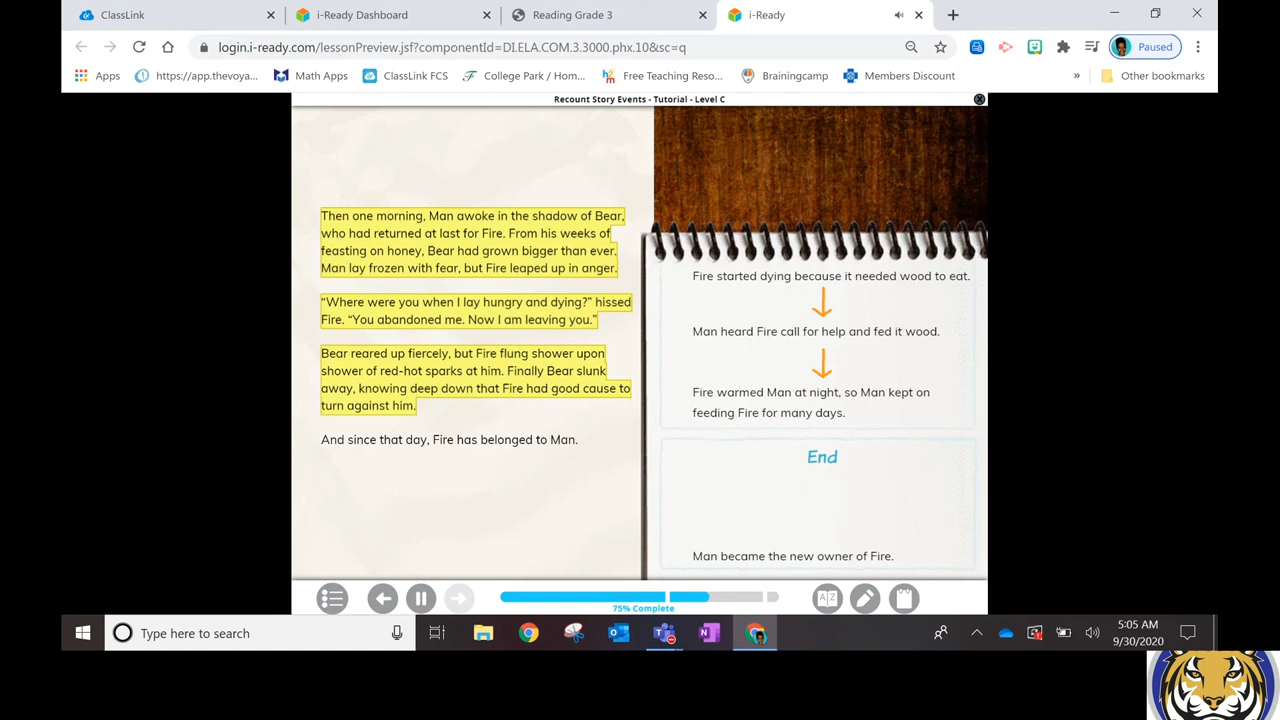 ClassLink
i-Ready Dashboard
Reading Grade 3
i-Ready
login.i-ready.com/lessonPreview.jsf?componentId=DI.ELA.COM.3.3000.phx.10&sc=q
Paused
Apps
https://app.thevoya...
Math Apps
ClassLink FCS
College Park / Hom...
Free Teaching Reso...
Brainingcamp
Members Discount
»
Other bookmarks
Recount Story Events - Tutorial - Level C
Then one morning, Man awoke in the shadow of Bear,
who had returned at last for Fire. From his weeks of
feasting on honey, Bear had grown bigger than ever.
Man lay frozen with fear, but Fire leaped up in anger.
“Where were you when I lay hungry and dying?” hissed
Fire. “You abandoned me. Now I am leaving you.”
Bear reared up fiercely, but Fire flung shower upon
shower of red-hot sparks at him. Finally Bear slunk
away, knowing deep down that Fire had good cause to
turn against him.
And since that day, Fire has belonged to Man.
Fire started dying because it needed wood to eat.
Man heard Fire call for help and fed it wood.
Fire warmed Man at night, so Man kept on
feeding Fire for many days.
End
Man became the new owner of Fire.
75% Complete
A Z
Type here to search
5:05 AM
9/30/2020